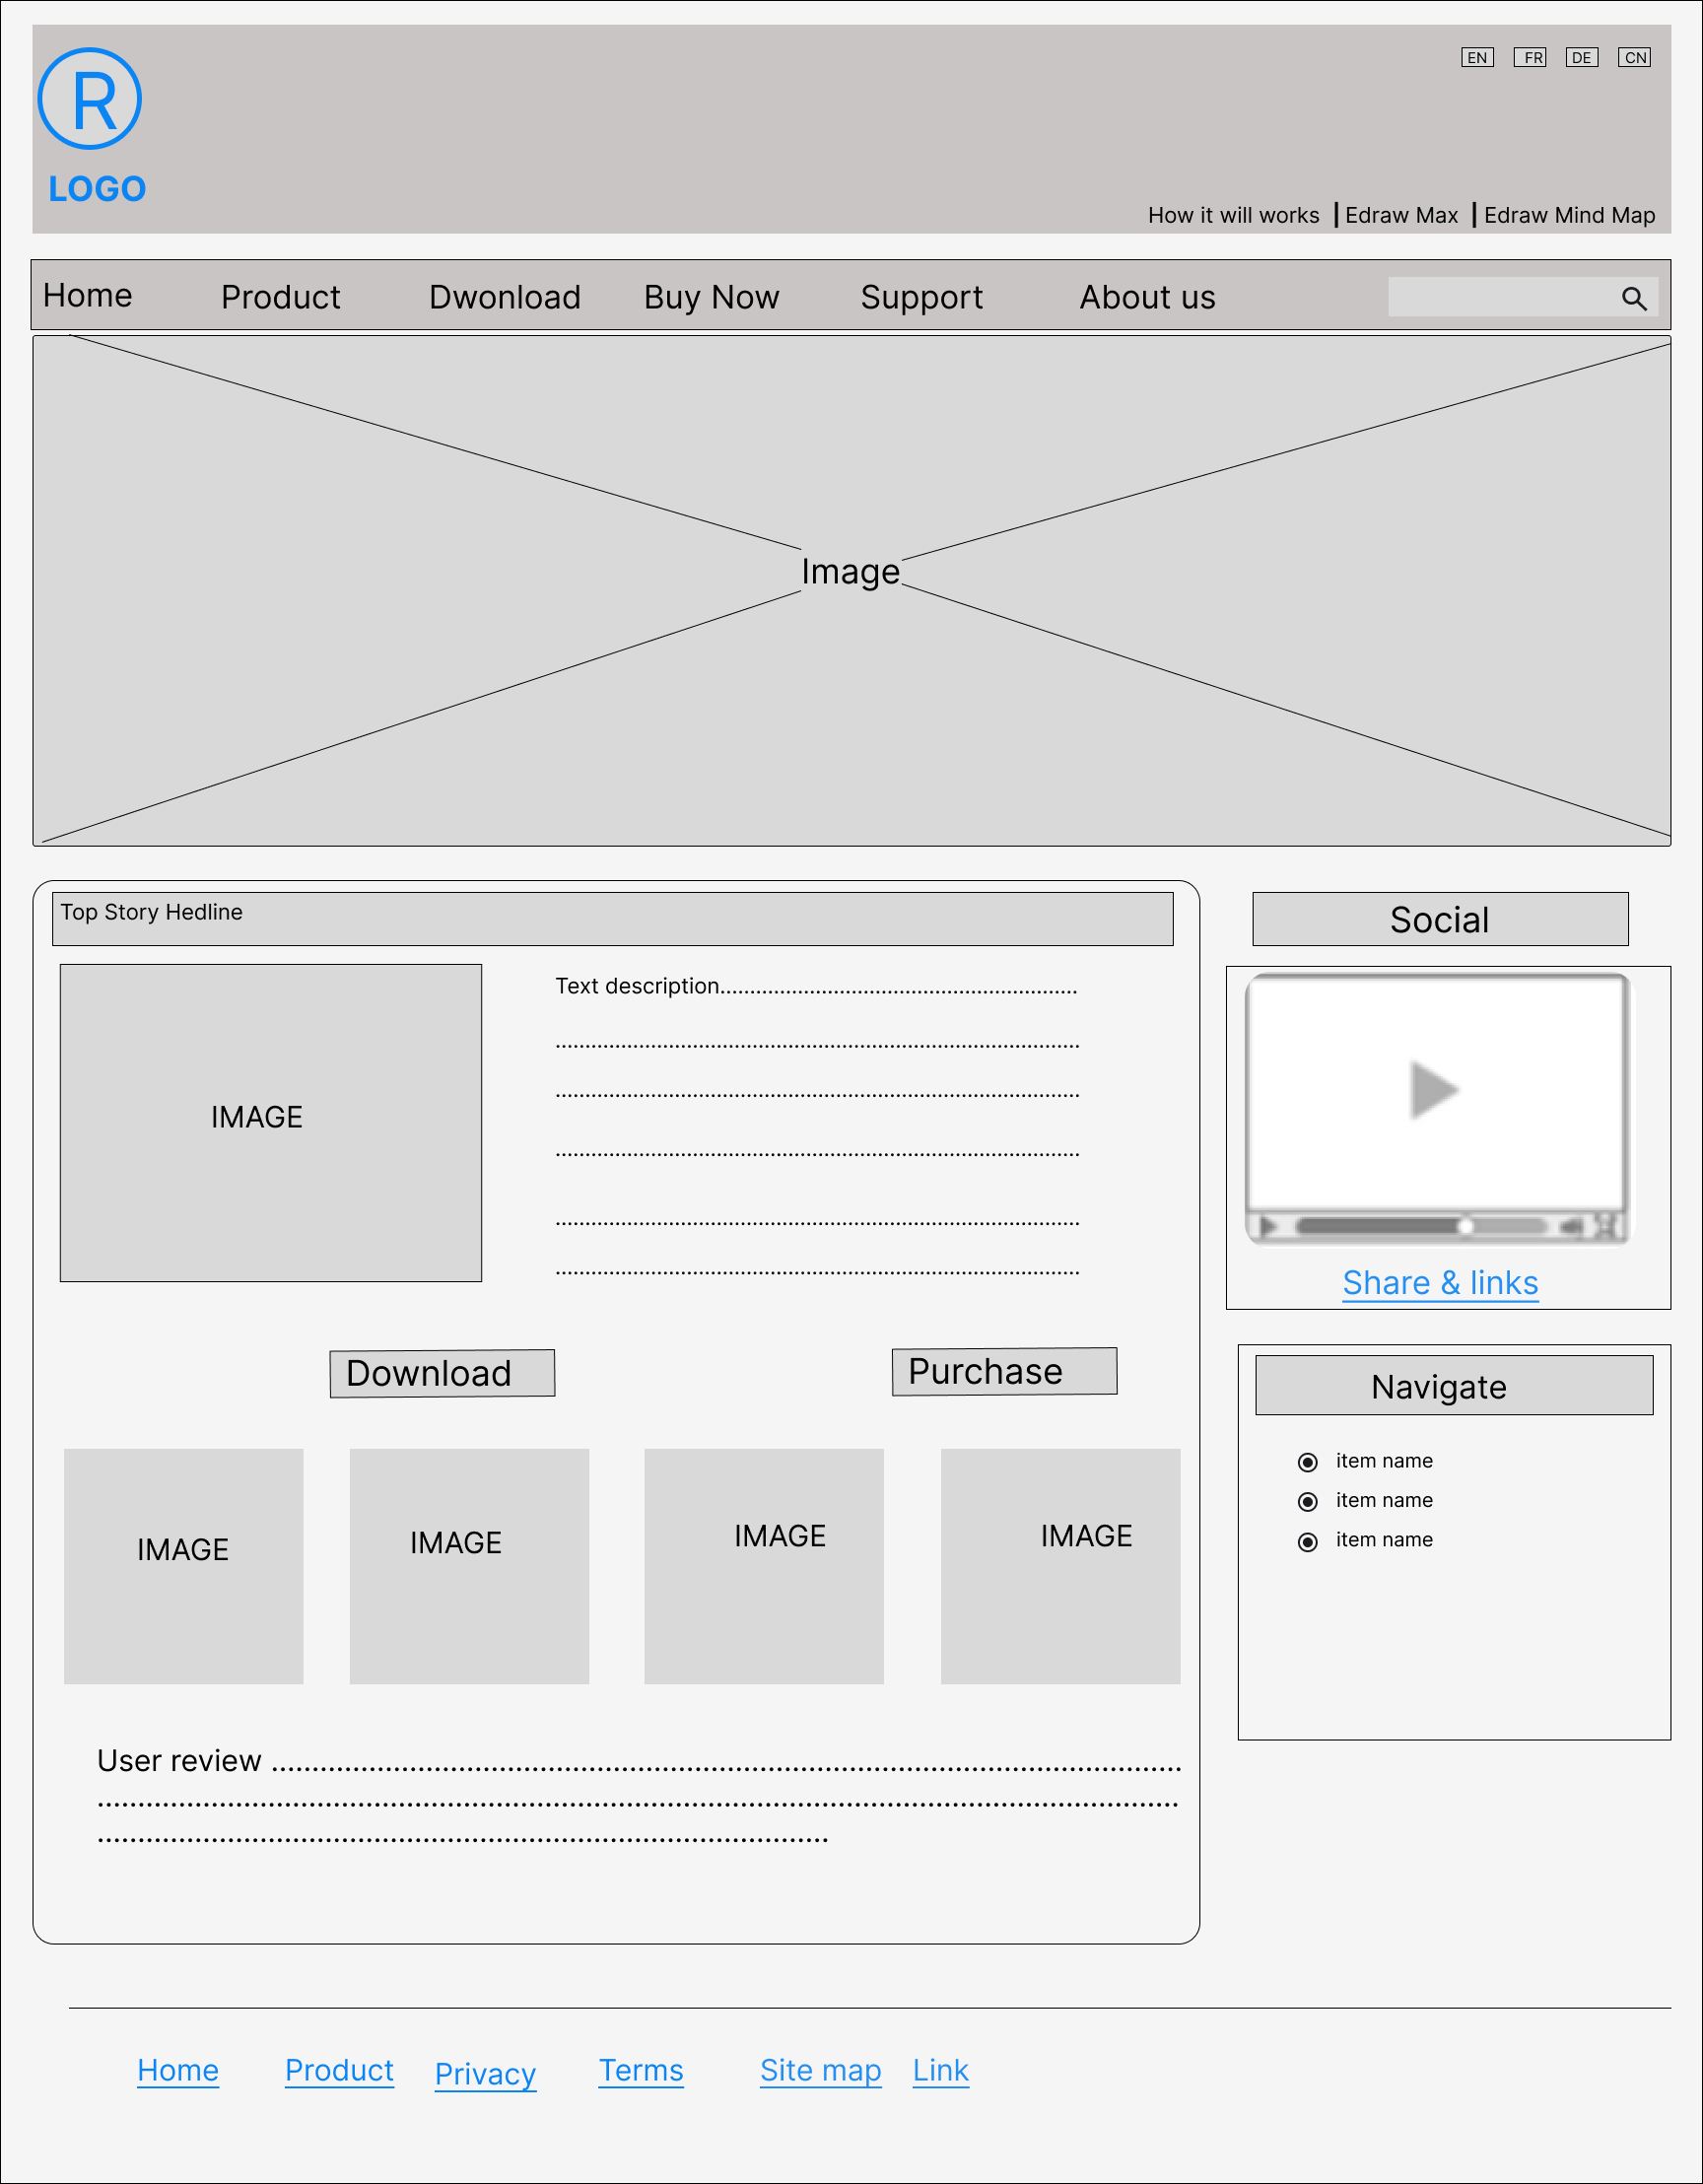 R
LOGO
EN FR DE CN
How it will works | Edraw Max | Edraw Mind Map
Home Product Dwonload Buy Now Support About us
Image
Top Story Hedline
IMAGE
Text description............................................................
........................................................................................
........................................................................................
........................................................................................
........................................................................................
........................................................................................
Download Purchase
IMAGE IMAGE IMAGE IMAGE
User review ................................................................................................................
.....................................................................................................................................
..........................................................................................
Social
Share & links
Navigate
item name
item name
item name
Home Product Privacy Terms Site map Link